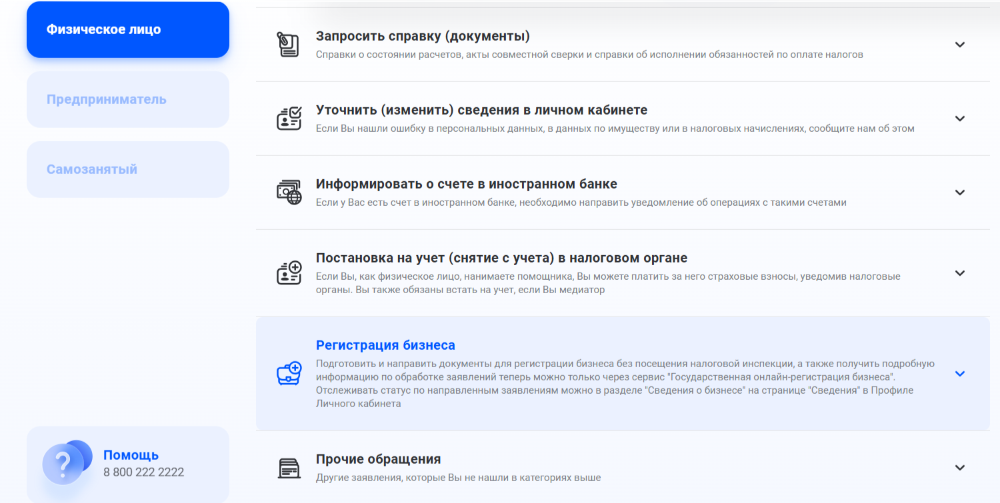 Физическое лицо
Предприниматель
Самозанятый
Помощь
8 800 222 2222
Запросить справку (документы)
Справки о состоянии расчетов, акты совместной сверки и справки об исполнении обязанностей по оплате налогов
Уточнить (изменить) сведения в личном кабинете
Если Вы нашли ошибку в персональных данных, в данных по имуществу или в налоговых начислениях, сообщите нам об этом
Информировать о счете в иностранном банке
Если у Вас есть счет в иностранном банке, необходимо направить уведомление об операциях с такими счетами
Постановка на учет (снятие с учета) в налоговом органе
Если Вы, как физическое лицо, нанимаете помощника, Вы можете платить за него страховые взносы, уведомив налоговые
органы. Вы также обязаны встать на учет, если Вы медиатор
Регистрация бизнеса
Подготовить и направить документы для регистрации бизнеса без посещения налоговой инспекции, а также получить подробную
информацию по обработке заявлений теперь можно только через сервис "Государственная онлайн-регистрация бизнеса".
Отслеживать статус по направленным заявлениям можно в разделе "Сведения о бизнесе" на странице "Сведения" в Профиле
Личного кабинета
Прочие обращения
Другие заявления, которые Вы не нашли в категориях выше